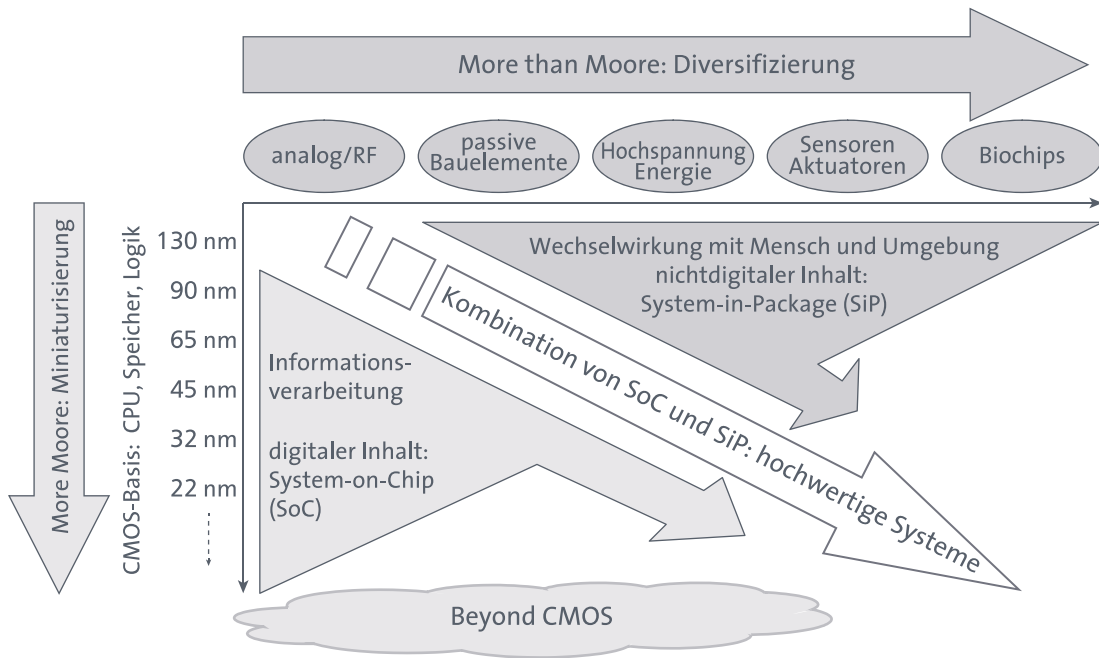 More than Moore: Diversifizierung
analog/RF
passive
Bauelemente
Hochspannung
Energie
Sensoren
Aktuatoren
Biochips
More Moore: Miniaturisierung
CMOS-Basis: CPU, Speicher, Logik
130 nm
90 nm
65 nm
45 nm
32 nm
22 nm
Wechselwirkung mit Mensch und Umgebung
nichtdigitaler Inhalt:
System-in-Package (SiP)
Kombination von SoC und SiP: hochwertige Systeme
Informations-
verarbeitung
digitaler Inhalt:
System-on-Chip
(SoC)
Beyond CMOS